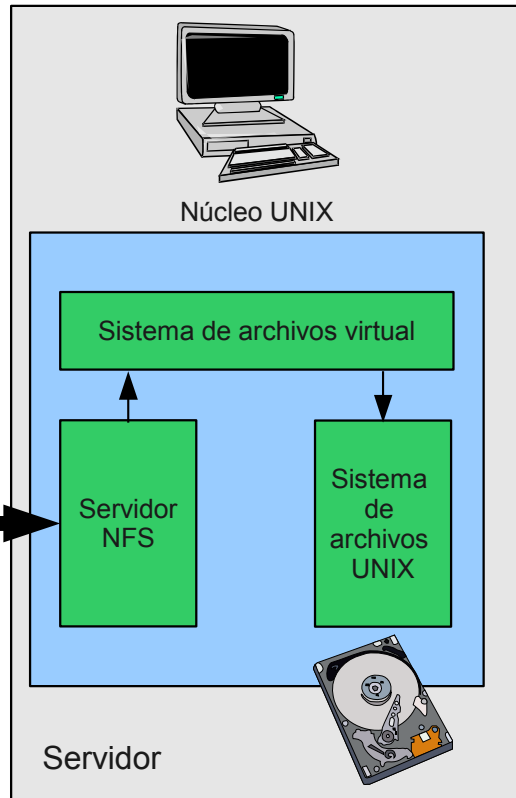 Núcleo UNIX
Sistema de archivos virtual
Servidor
NFS
Sistema
de
archivos
UNIX
Servidor